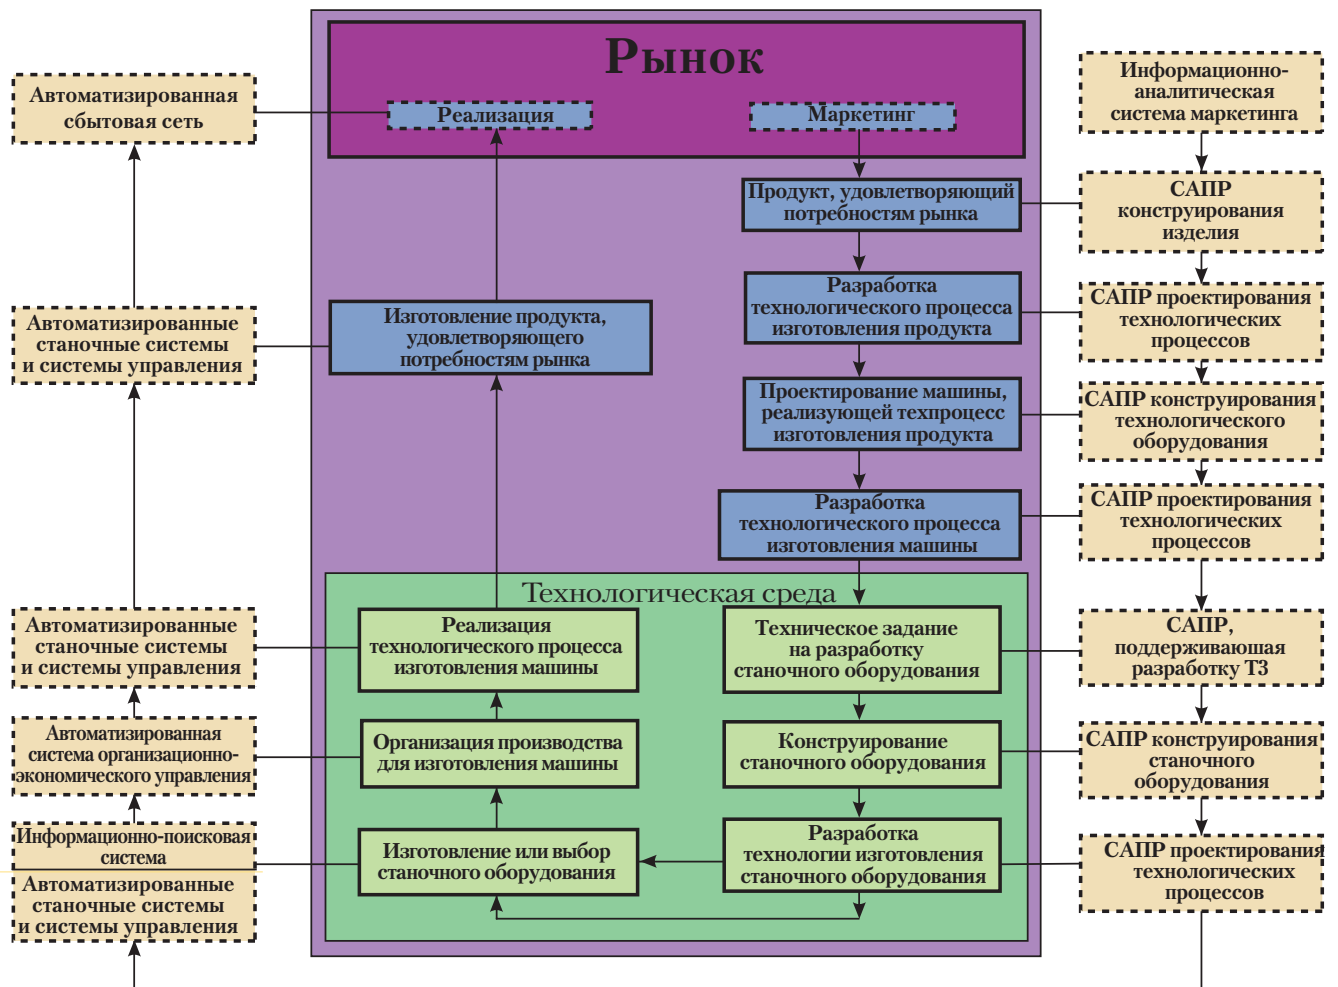 Рынок
Автоматизированная
сбытовая сеть
Реализация
Маркетинг
Информационно-
аналитическая
система маркетинга
Продукт, удовлетворяющий
потребностям рынка
САПР
конструирования
изделия
Автоматизированные
станочные системы
и системы управления
Изготовление продукта,
удовлетворяющего
потребностям рынка
Разработка
технологического процесса
изготовления продукта
САПР проектирования
технологических
процессов
Проектирование машины,
реализующей техпроцесс
изготовления продукта
САПР конструирования
технологического
оборудования
Разработка
технологического процесса
изготовления машины
САПР проектирования
технологических
процессов
Технологическая среда
Автоматизированные
станочные системы
и системы управления
Реализация
технологического процесса
изготовления машины
Техническое задание
на разработку
станочного оборудования
САПР,
поддерживаюшая
разработку ТЗ
Автоматизированная
система организационно-
экономического управления
Организация производства
для изготовления машины
Конструирование
станочного оборудования
САПР конструирования
станочного
оборудования
Информационно-поисковая
система
Автоматизированные
станочные системы
и системы управления
Изготовление или выбор
станочного оборудования
Разработка
технологии изготовления
станочного оборудования
САПР проектирования
технологических
процессов